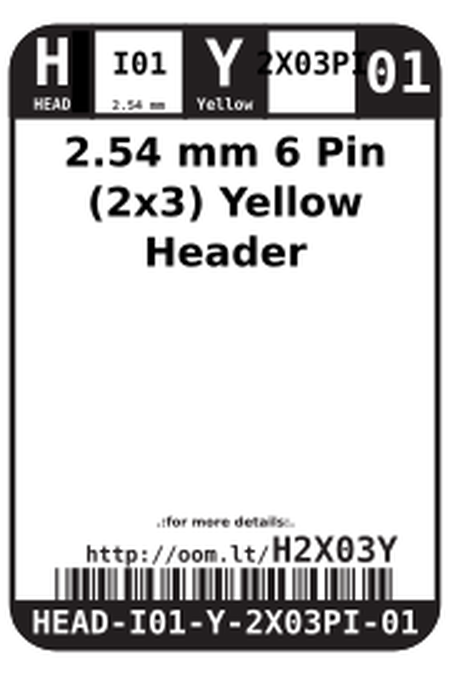 H I01 Y 2X03PI 01
HEAD 2.54 mm Yellow
2.54 mm 6 Pin
(2x3) Yellow
Header
.:for more details:.
http://oom.lt/H2X03Y
HEAD-I01-Y-2X03PI-01